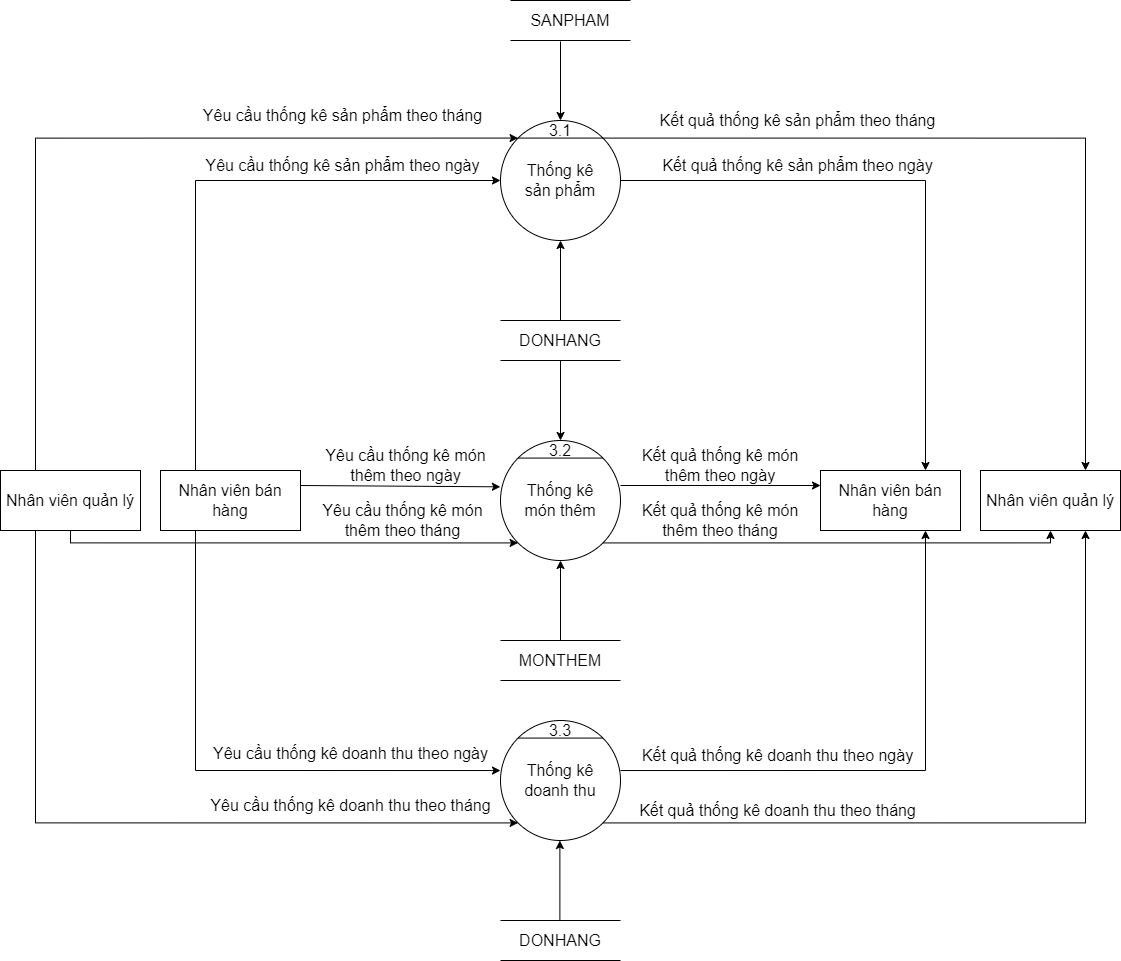 SANPHAM
Yêu cầu thống kê sản phẩm theo tháng
3.1
Kết quả thống kê sản phẩm theo tháng
Yêu cầu thống kê sản phẩm theo ngày
Thống kê
sản phẩm
Kết quả thống kê sản phẩm theo ngày
DONHANG
Nhân viên quản lý
Nhân viên bán
hàng
Yêu cầu thống kê món
thêm theo ngày
Yêu cầu thống kê món
thêm theo tháng
3.2
Thống kê
món thêm
Kết quả thống kê món
thêm theo ngày
Kết quả thống kê món
thêm theo tháng
Nhân viên bán
hàng
Nhân viên quản lý
MONTHEM
3.3
Yêu cầu thống kê doanh thu theo ngày
Thống kê
doanh thu
Kết quả thống kê doanh thu theo ngày
Yêu cầu thống kê doanh thu theo tháng
Kết quả thống kê doanh thu theo tháng
DONHANG